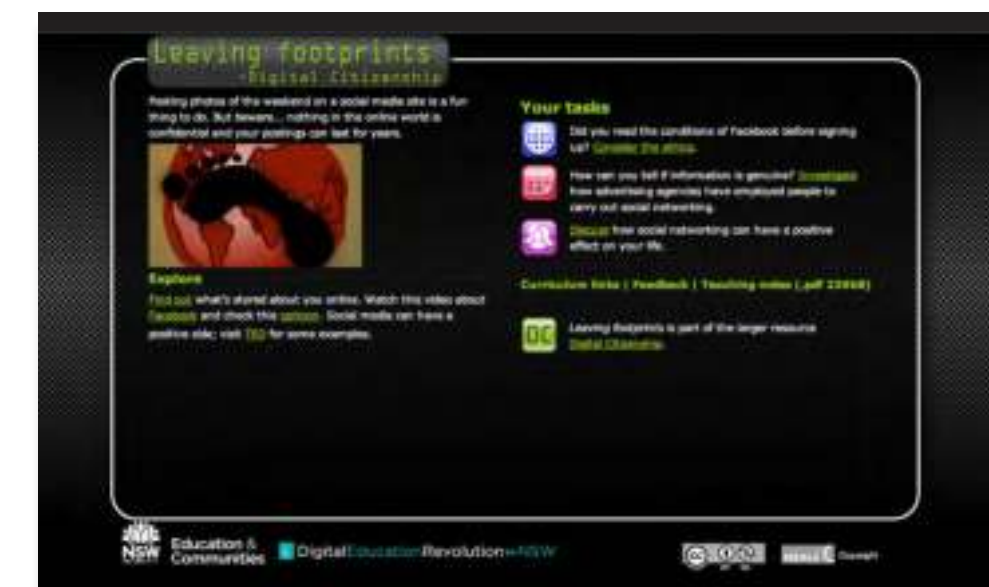 Leaving footprints
-Digital Citizenship
Posting photos of the weekend on a social media site is a fun
thing to do. But beware... nothing in the online world is
confidential and your postings can last for years.
Explore
Find out what's stored about you online. Watch this video about
Facebook and check this cartoon. Social media can have a
positive side; visit TED for some examples.
Your tasks
Did you read the conditions of Facebook before signing
up? Consider the ethics.
How can you tell if information is genuine? Investigate
how advertising agencies have employed people to
carry out social networking.
Discuss how social networking can have a positive
effect on your life.
Curriculum links | Feedback | Teaching notes (.pdf
DC
Leaving footprints is part of the larger resource
Digital Citizenship.
NSW
Education &
Communities
DigitalEducationRevolution-NSW